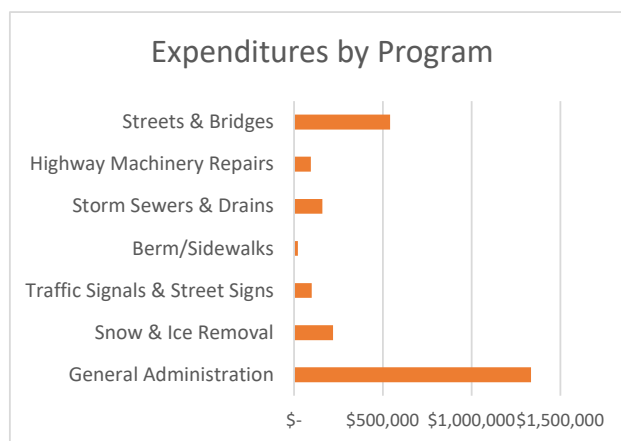 Expenditures by Program
Streets & Bridges
Highway Machinery Repairs
Storm Sewers & Drains
Berm/Sidewalks
Traffic Signals & Street Signs
Snow & Ice Removal
General Administration
$- $500,000 $1,000,000 $1,500,000